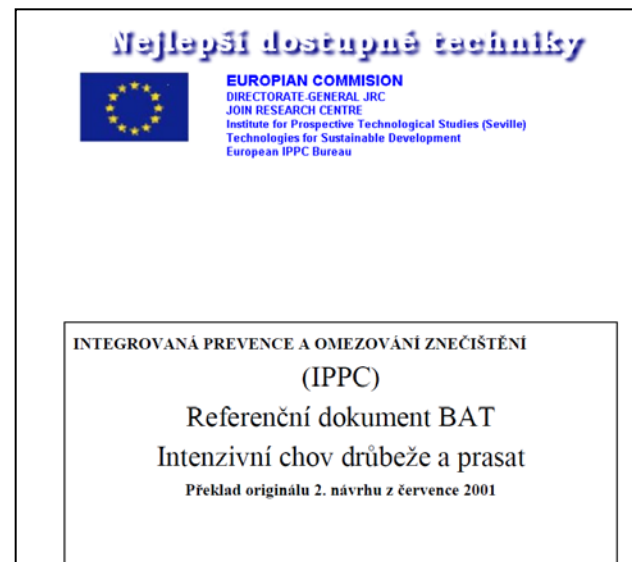 Nejlepší dostupné techniky
EUROPIAN COMMISION
DIRECTORATE-GENERAL JRC
JOIN RESEARCH CENTRE
Institute for Prospective Technological Studies (Seville)
Technologies for Sustainable Development
European IPPC Bureau
INTEGROVANÁ PREVENCE A OMEZOVÁNÍ ZNEČIŠTĚNÍ
(IPPC)
Referenční dokument BAT
Intenzivní chov drůbeže a prasat
Překlad originálu 2. návrhu z července 2001